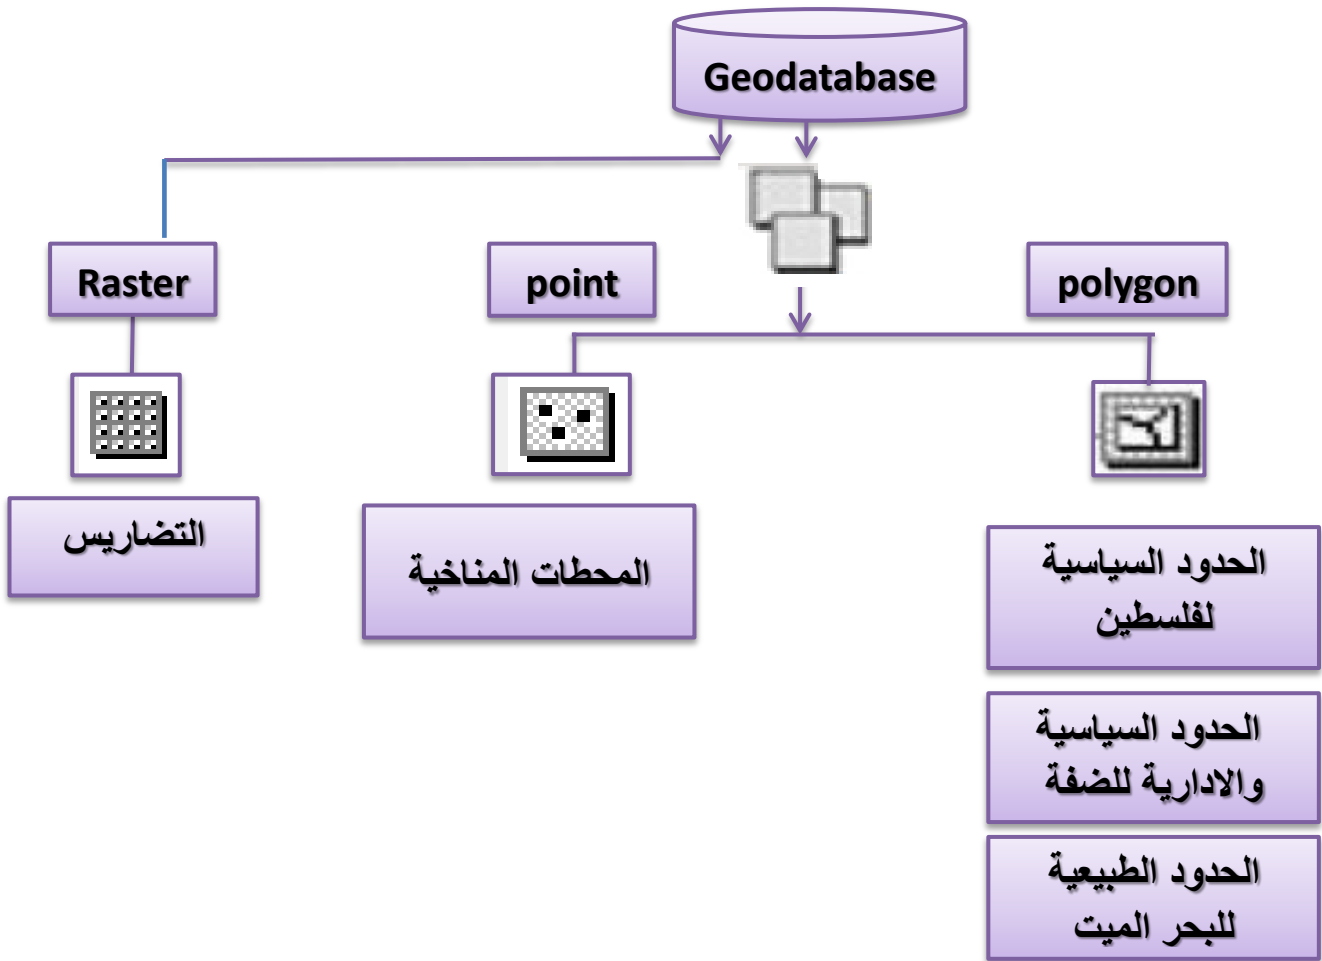 Geodatabase
Raster
point
polygon
التضاريس
المحطات المناخية
الحدود السياسية
لفلسطين
الحدود السياسية
والادارية للضفة
الحدود الطبيعية
للبحر الميت